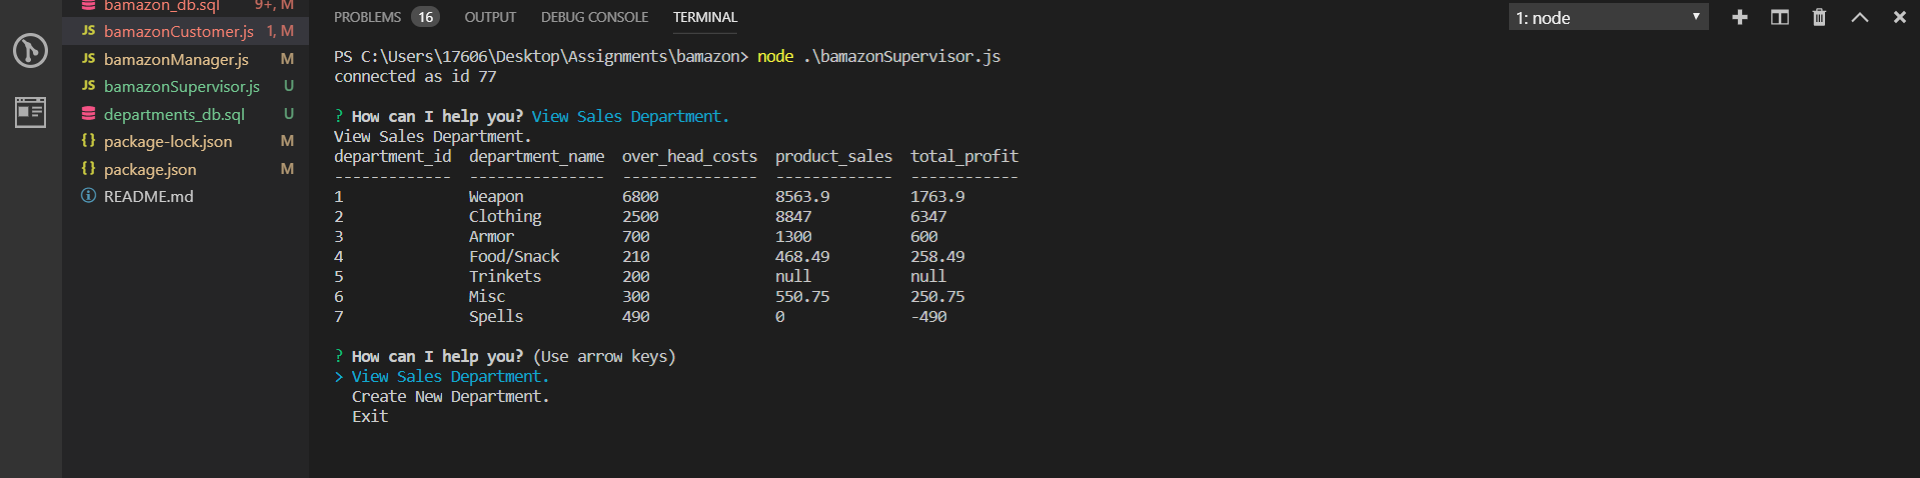 bamazon_db.sql 9+, M
JS bamazonCustomer.js 1, M
JS bamazonManager.js M
JS bamazonSupervisor.js U
departments_db.sql U
{} package-lock.json M
{} package.json M
README.md
PROBLEMS 16 OUTPUT DEBUG CONSOLE TERMINAL 1: node
PS C:\Users\17606\Desktop\Assignments\bamazon> node .\bamazonSupervisor.js
connected as id 77
? How can I help you? View Sales Department.
View Sales Department.
department_id department_name over_head_costs product_sales total_profit
------------- --------------- --------------- ------------- ------------
1 Weapon 6800 8563.9 1763.9
2 Clothing 2500 8847 6347
3 Armor 700 1300 600
4 Food/Snack 210 468.49 258.49
5 Trinkets 200 null null
6 Misc 300 550.75 250.75
7 Spells 490 0 -490
? How can I help you? (Use arrow keys)
> View Sales Department.
Create New Department.
Exit